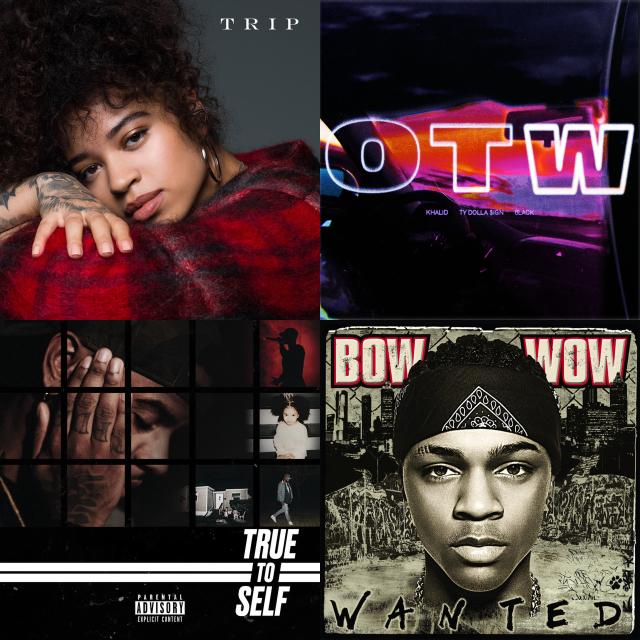 TRIP
OTW
KHALID TY DOLLA $IGN 6LACK
TRUE
TO
SELF
PARENTAL
ADVISORY
EXPLICIT CONTENT
BOW WOW
WANTED